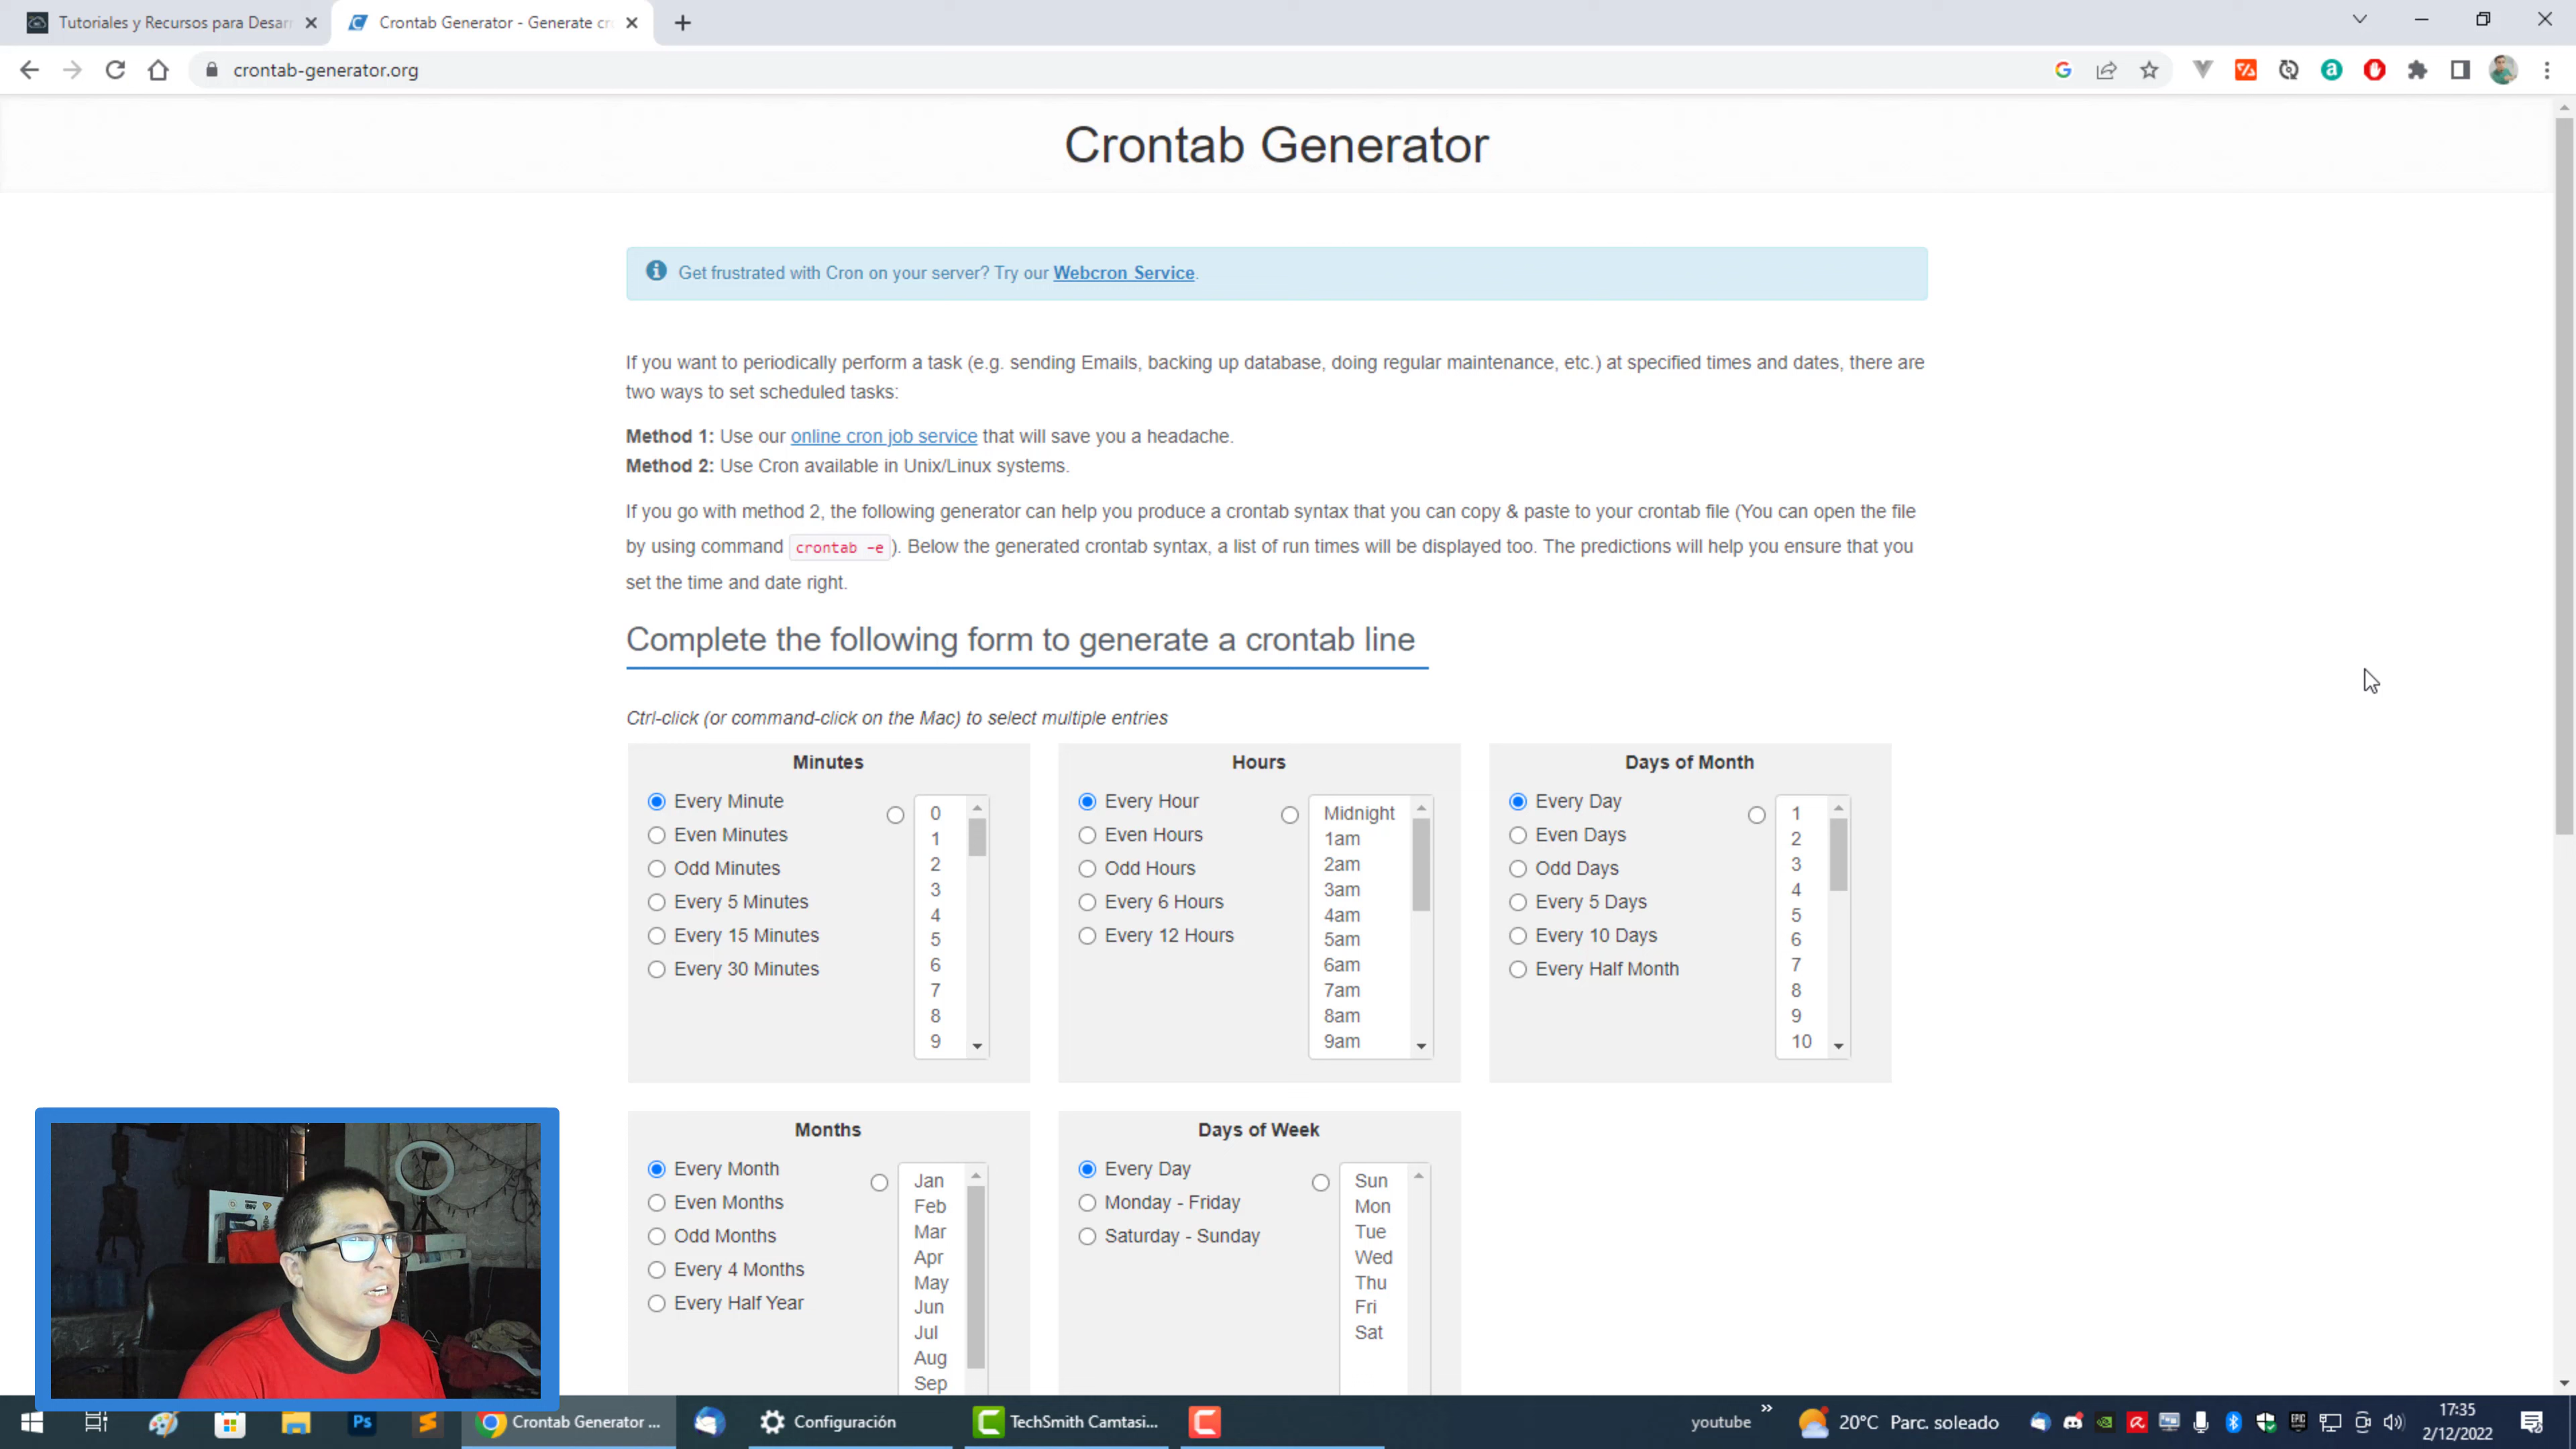 Tutoriales y Recursos para Desarr
Crontab Generator - Generate cr
crontab-generator.org
Crontab Generator
Get frustrated with Cron on your server? Try our Webcron Service.
If you want to periodically perform a task (e.g. sending Emails, backing up database, doing regular maintenance, etc.) at specified times and dates, there are
two ways to set scheduled tasks:
Method 1: Use our online cron job service that will save you a headache.
Method 2: Use Cron available in Unix/Linux systems.
If you go with method 2, the following generator can help you produce a crontab syntax that you can copy & paste to your crontab file (You can open the file
by using command crontab -e). Below the generated crontab syntax, a list of run times will be displayed too. The predictions will help you ensure that you
set the time and date right.
Complete the following form to generate a crontab line
Ctrl-click (or command-click on the Mac) to select multiple entries
Minutes
Every Minute
Even Minutes
Odd Minutes
Every 5 Minutes
Every 15 Minutes
Every 30 Minutes
0
1
2
3
4
5
6
7
8
9
Hours
Every Hour
Even Hours
Odd Hours
Every 6 Hours
Every 12 Hours
Midnight
1am
2am
3am
4am
5am
6am
7am
8am
9am
Days of Month
Every Day
Even Days
Odd Days
Every 5 Days
Every 10 Days
Every Half Month
1
2
3
4
5
6
7
8
9
10
Months
Every Month
Even Months
Odd Months
Every 4 Months
Every Half Year
Jan
Feb
Mar
Apr
May
Jun
Jul
Aug
Sep
Days of Week
Every Day
Monday - Friday
Saturday - Sunday
Sun
Mon
Tue
Wed
Thu
Fri
Sat
Ps
Crontab Generator ...
Configuración
TechSmith Camtasi...
youtube
20°C Parc. soleado
17:35
2/12/2022